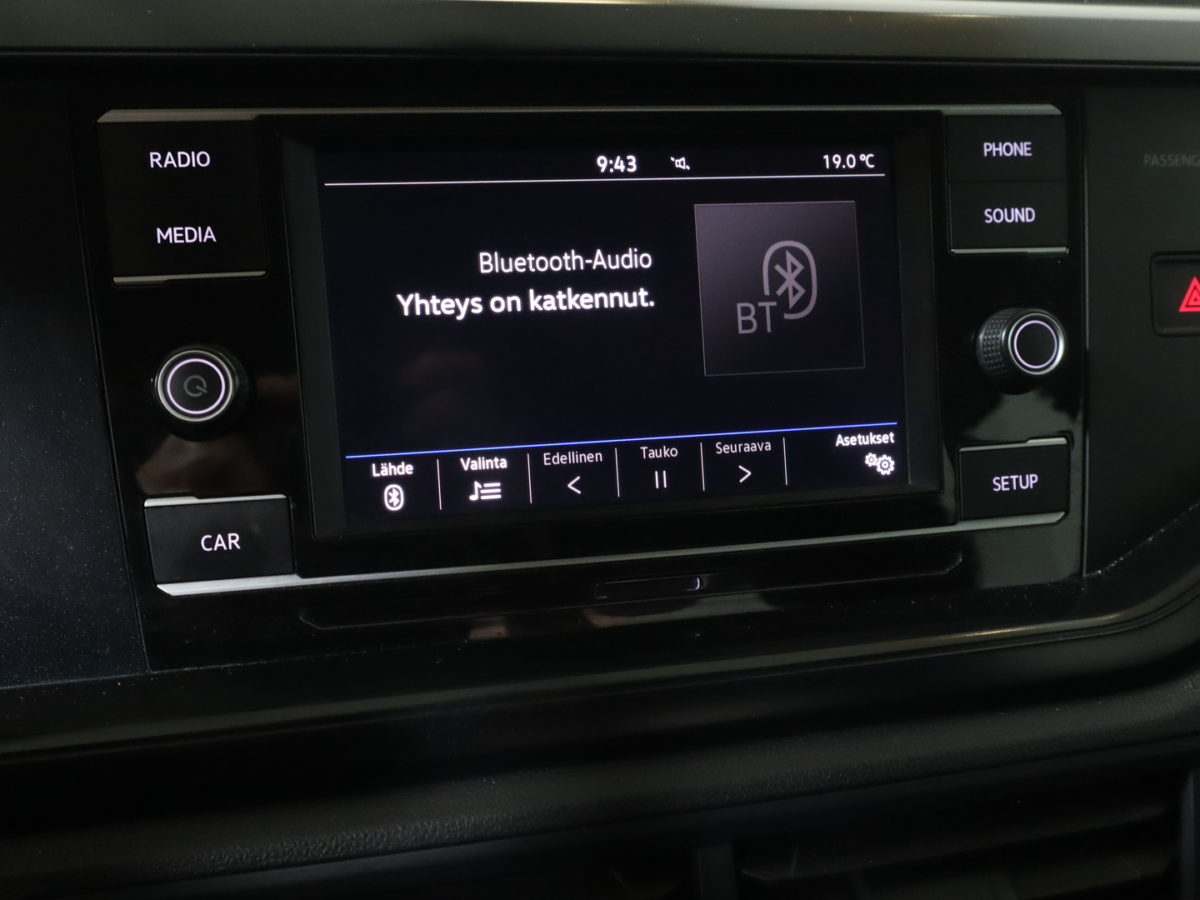 RADIO
MEDIA
CAR
9:43
19.0 °C
Bluetooth-Audio
Yhteys on katkennut.
BT
Lähde
Valinta
Edellinen
Tauko
Seuraava
Asetukset
PHONE
SOUND
SETUP